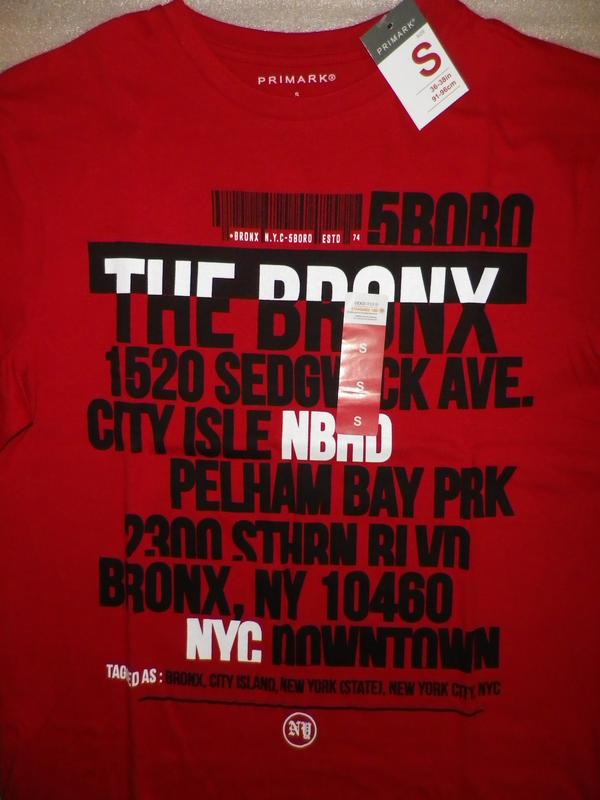 PRIMARK®
SIZE
S
36-38in
91-96cm
PRIMARK®
S
*BRONX N.Y.C-5BORO ESTD 74
5BORO
THE BRONX
1520 SEDGWICK AVE.
CITY ISLE NBHD
PELHAM BAY PRK
2300 STHRN BLVD
BRONX, NY 10460
NYC DOWNTOWN
TAGGED AS : BRONX, CITY ISLAND, NEW YORK (STATE), NEW YORK CITY, NYC
NY
S
S
S